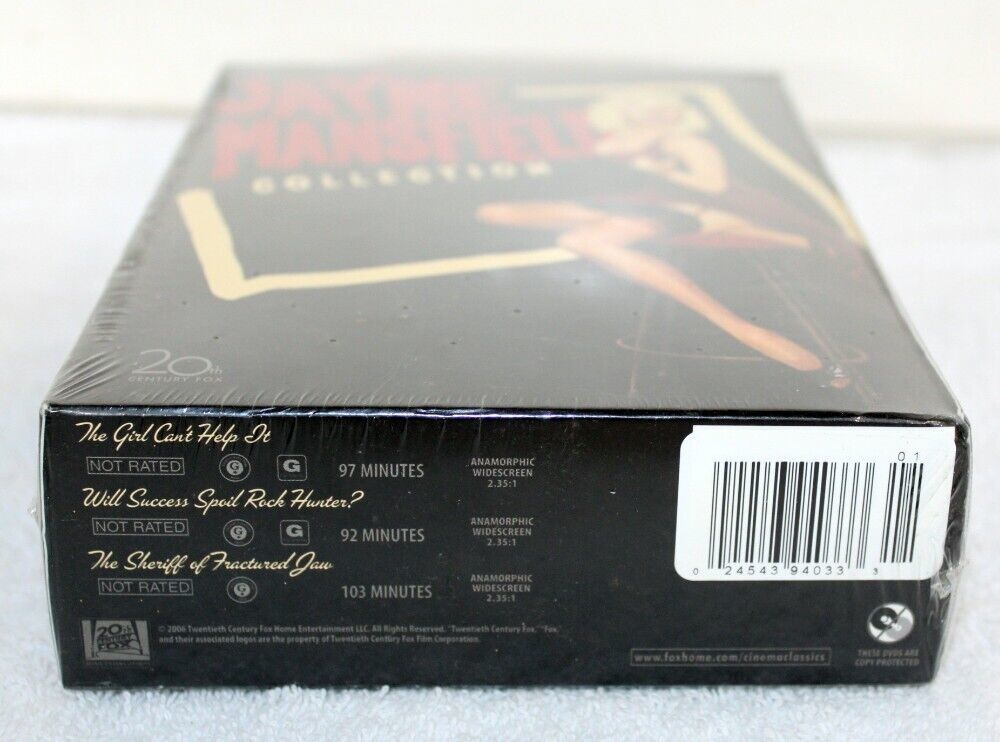 JAYNE
MANSFIELD
COLLECTION
20th
CENTURY FOX
The Girl Can't Help It
NOT RATED G 97 MINUTES ANAMORPHIC
WIDESCREEN
2.35:1
Will Success Spoil Rock Hunter?
NOT RATED G 92 MINUTES ANAMORPHIC
WIDESCREEN
2.35:1
The Sheriff of Fractured Jaw
NOT RATED 103 MINUTES ANAMORPHIC
WIDESCREEN
2.35:1
01
0 24543 94033 3
20th
CENTURY
FOX
© 2006 Twentieth Century Fox Home Entertainment LLC. All Rights Reserved. "Twentieth Century Fox," "Fox,"
and their associated logos are the property of Twentieth Century Fox Film Corporation.
www.foxhome.com/cinemaclassics
THESE DVDS ARE
COPY PROTECTED